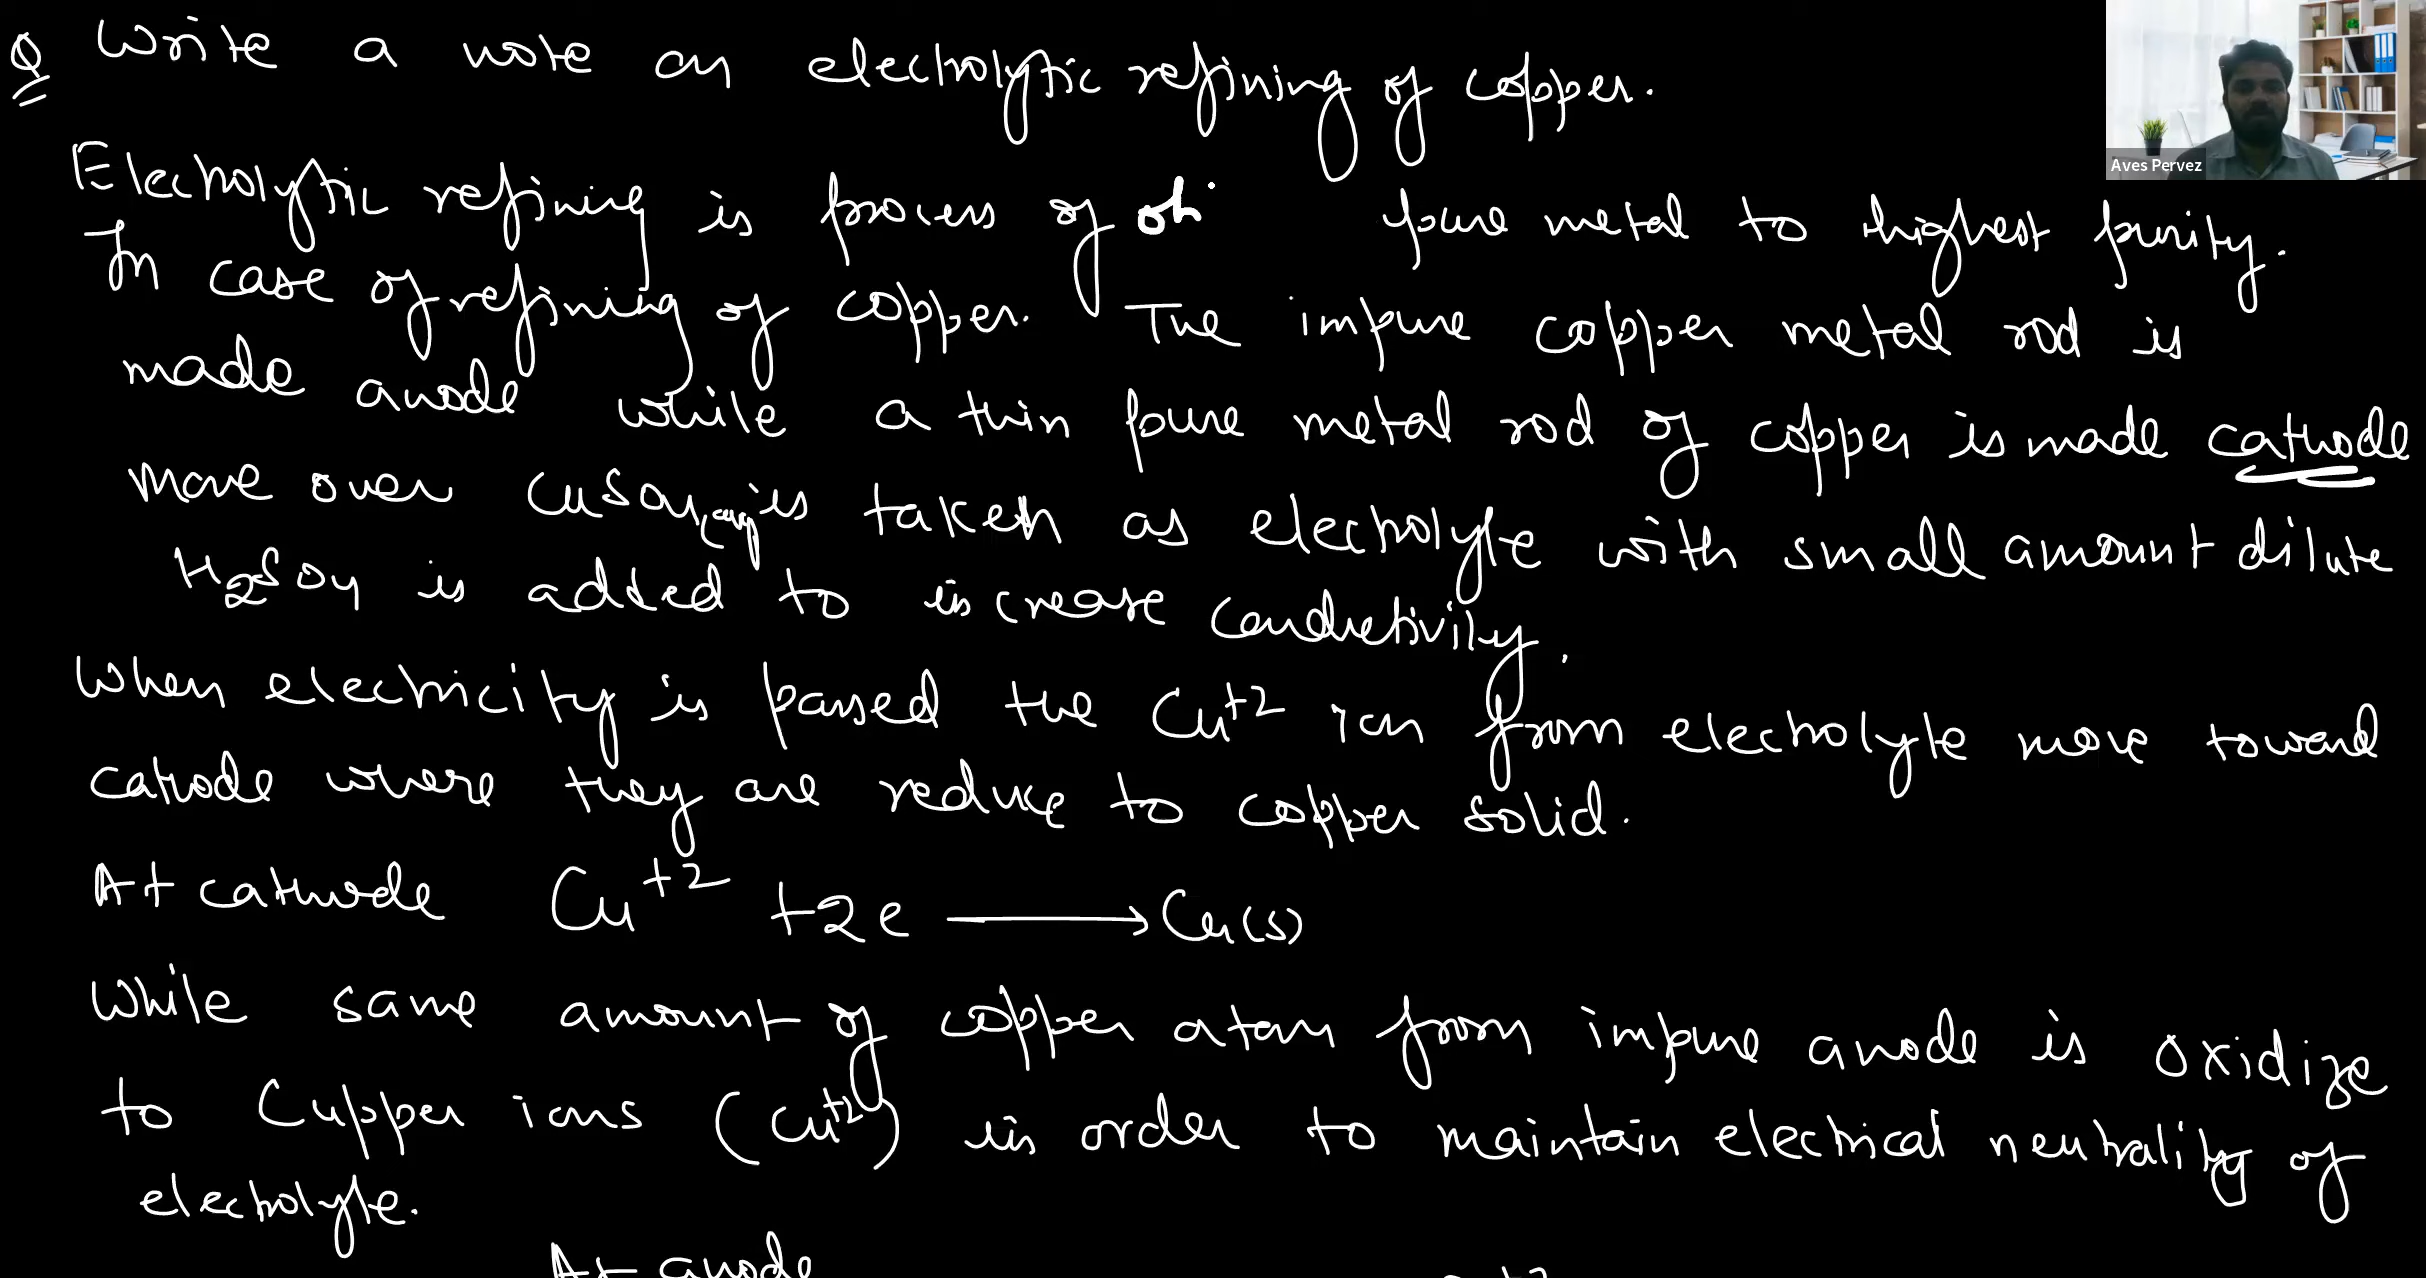 Q Write a note on electrolytic refining of copper.
Aves Pervez
Electrolytic refining is process of pure metal to highest purity.
In case of refining of copper. The impure copper metal rod is
made anode while a thin pure metal rod of copper is made cathode
more over CuSO4(aq) is taken as electrolyte with small amount dilute
H2SO4 is added to increase conductivity.
When electricity is passed the Cu+2 ion from electrolyte move toward
cathode where they are reduce to copper solid.
At cathode Cu+2 +2e ⟶ Cu(s)
While same amount of copper atom from impure anode is oxidize
to Cupper ions (Cu+2) in order to maintain electrical neutrality of
electrolyte.
At anode